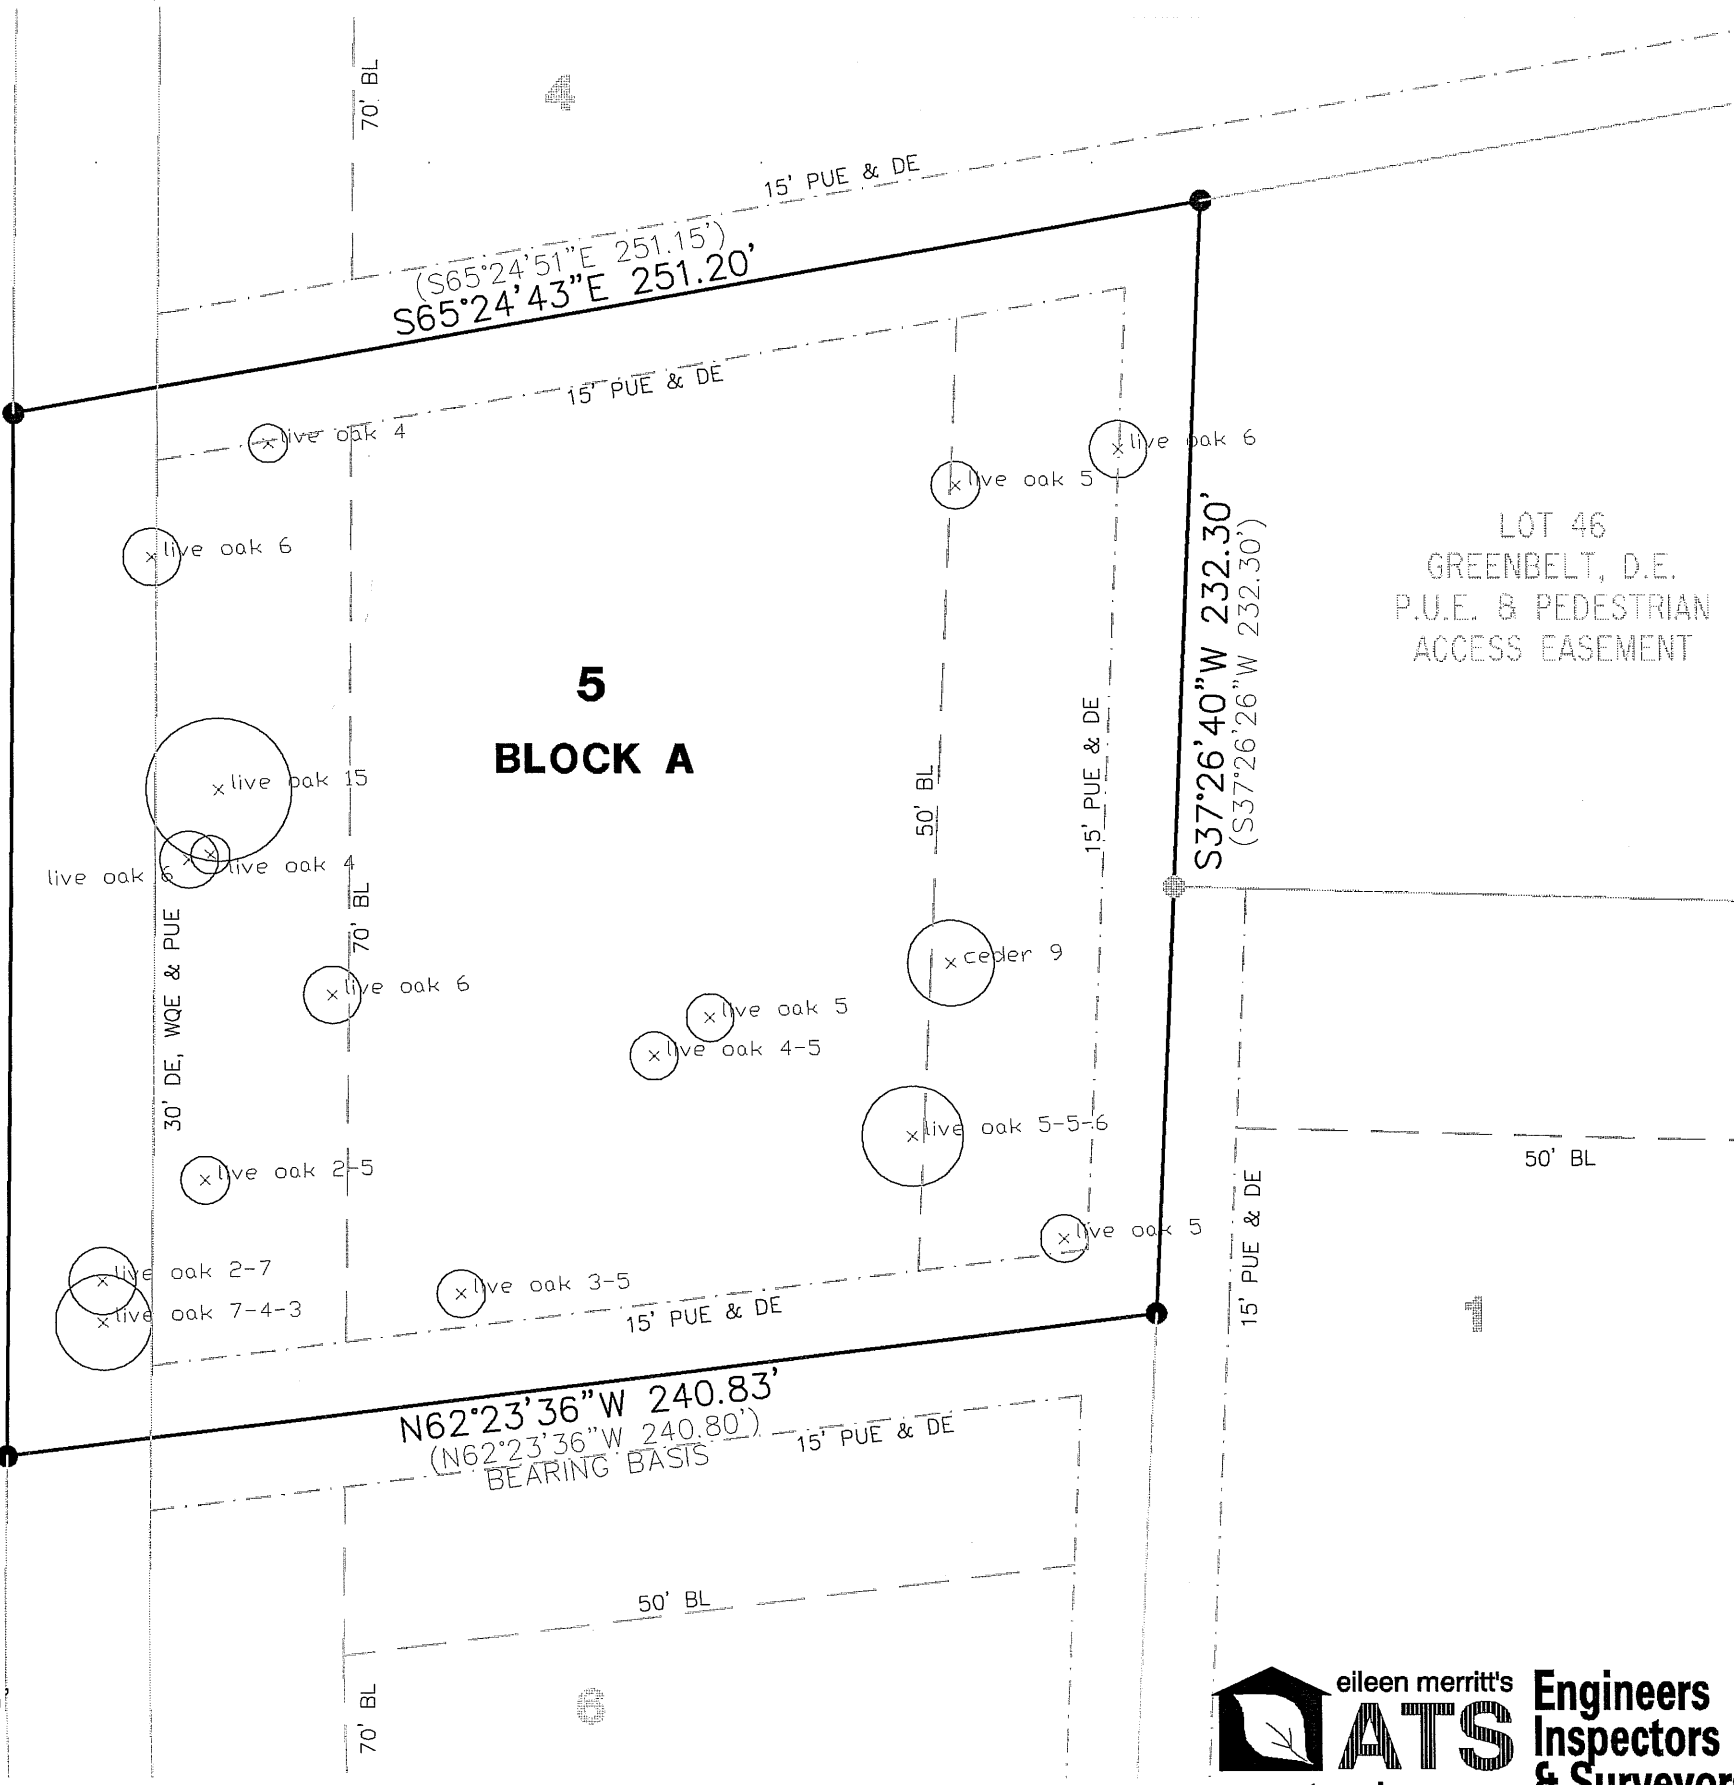 70' BL
4
15' PUE & DE
(S65°24'51"E 251.15')
S65°24'43"E 251.20'
15' PUE & DE
live oak 4
live oak 6
live oak 5
live oak 6
S37°26'40"W 232.30'
(S37°26'26"W 232.30')
LOT 46
GREENBELT, D.E.
P.U.E. & PEDESTRIAN
ACCESS EASEMENT
5
BLOCK A
live oak 15
50' BL
15' PUE & DE
live oak 6
live oak 4
70' BL
30' DE, WQE & PUE
live oak 6
ceder 9
live oak 5
live oak 4-5
live oak 5-5-6
50' BL
live oak 2-5
live oak 5
15' PUE & DE
live oak 2-7
live oak 7-4-3
live oak 3-5
15' PUE & DE
1
N62°23'36"W 240.83'
(N62°23'36"W 240.80')
BEARING BASIS
15' PUE & DE
50' BL
70' BL
6
eileen merritt's
ATS
Engineers
Inspectors
& Surveyor